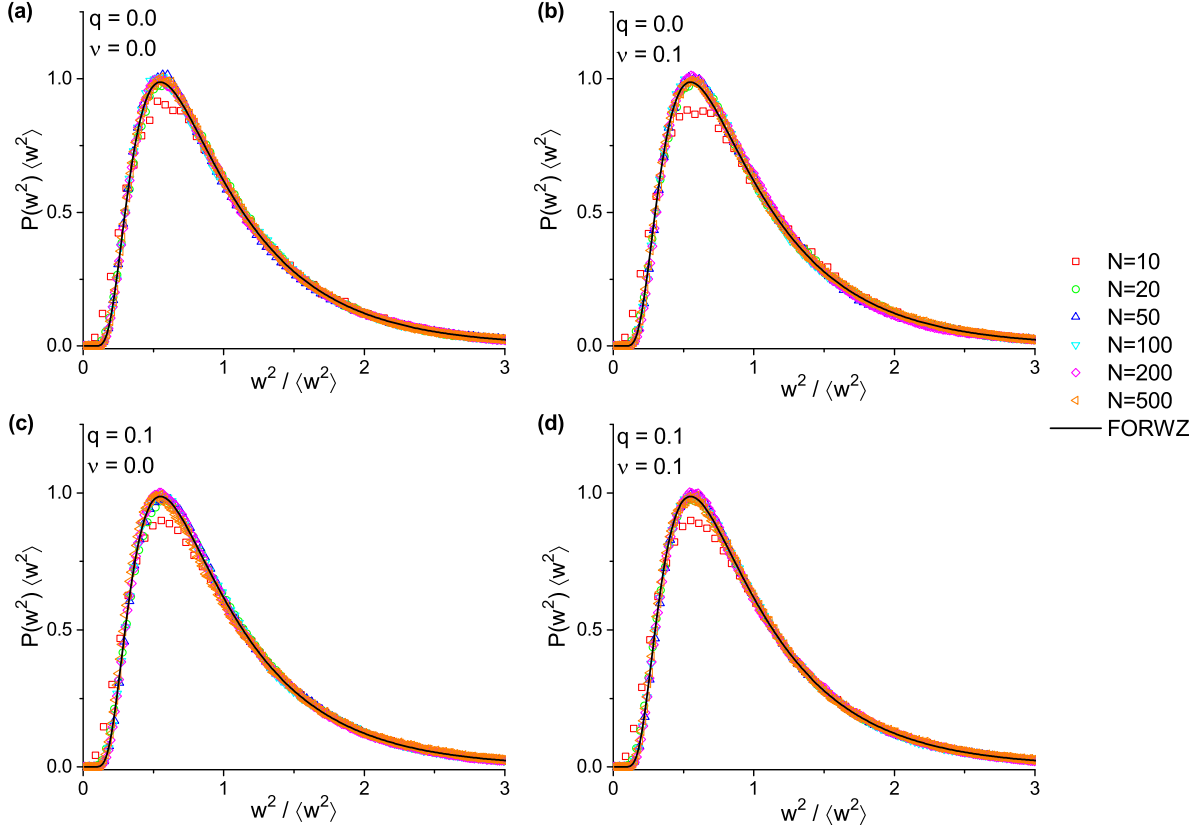 (a)
q = 0.0
ν = 0.0
1.0
0.5
0.0
P(w²) ⟨w²⟩
0 1 2 3
w² / ⟨w²⟩
(b)
q = 0.0
ν = 0.1
1.0
0.5
0.0
P(w²) ⟨w²⟩
0 1 2 3
w² / ⟨w²⟩
N=10
N=20
N=50
N=100
N=200
N=500
FORWZ
(c)
q = 0.1
ν = 0.0
1.0
0.5
0.0
P(w²) ⟨w²⟩
0 1 2 3
w² / ⟨w²⟩
(d)
q = 0.1
ν = 0.1
1.0
0.5
0.0
P(w²) ⟨w²⟩
0 1 2 3
w² / ⟨w²⟩